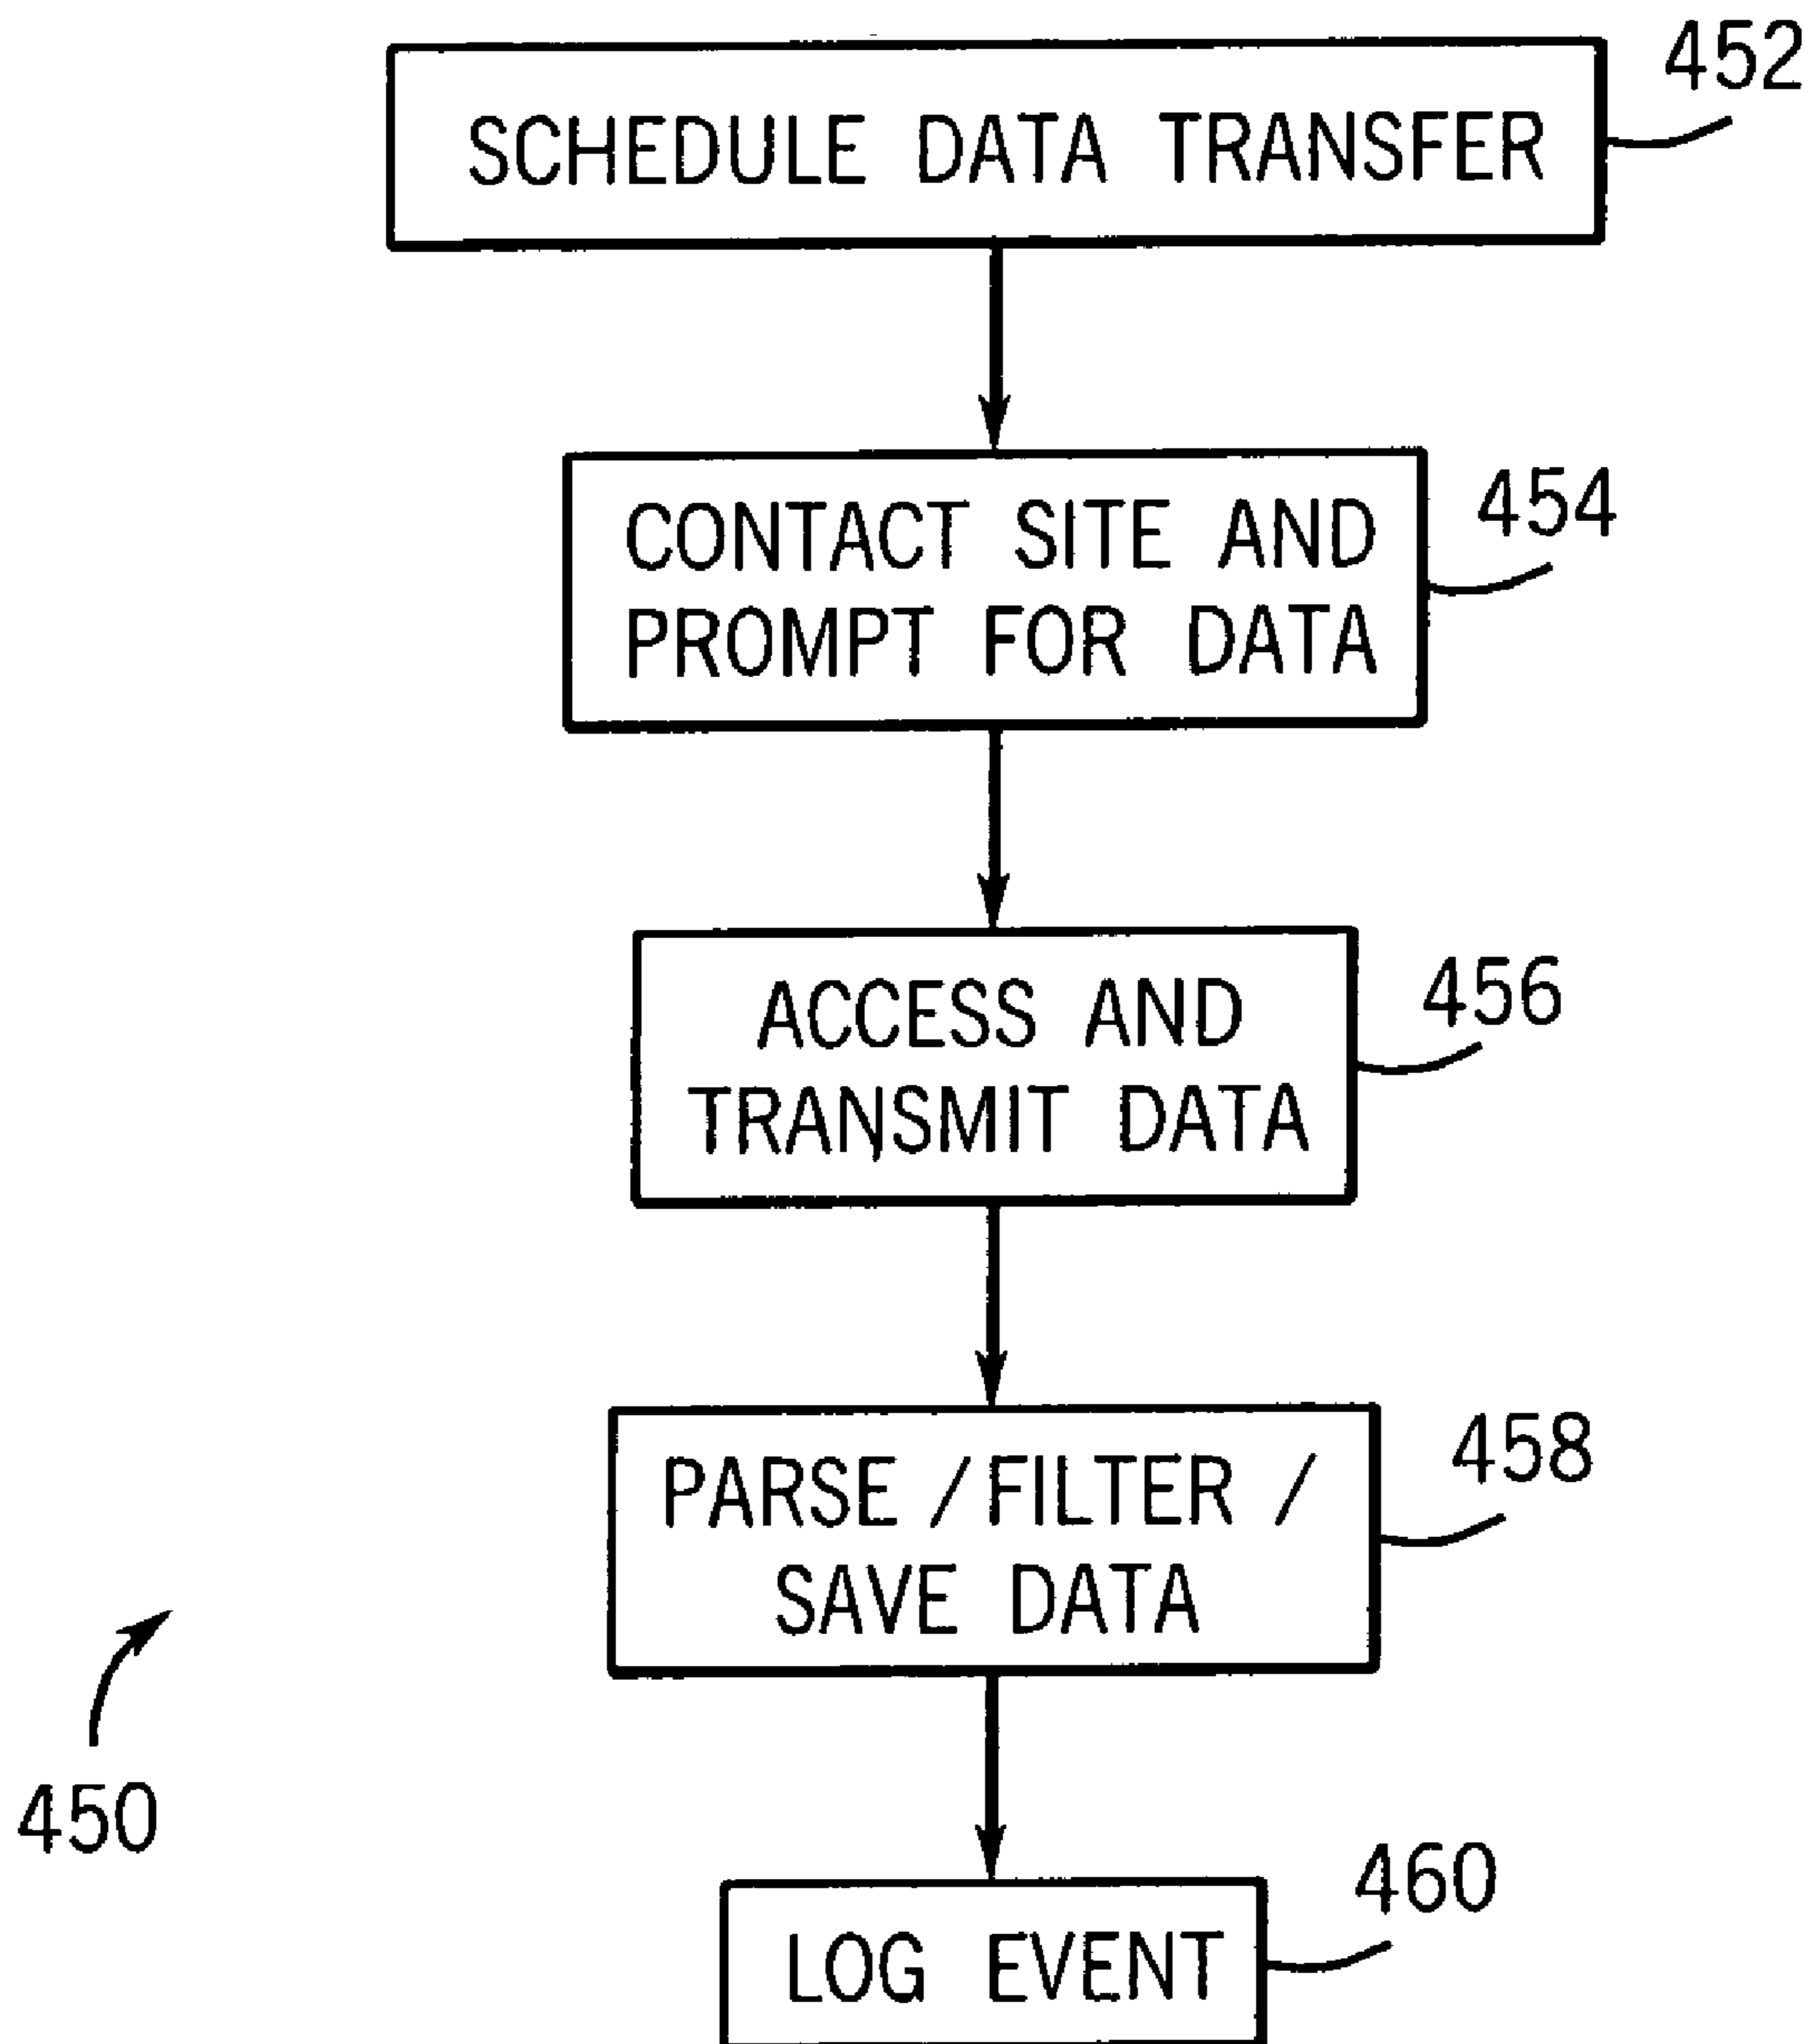 452
SCHEDULE DATA TRANSFER
454
CONTACT SITE AND
PROMPT FOR DATA
456
ACCESS AND
TRANSMIT DATA
458
PARSE / FILTER /
SAVE DATA
450
460
LOG EVENT